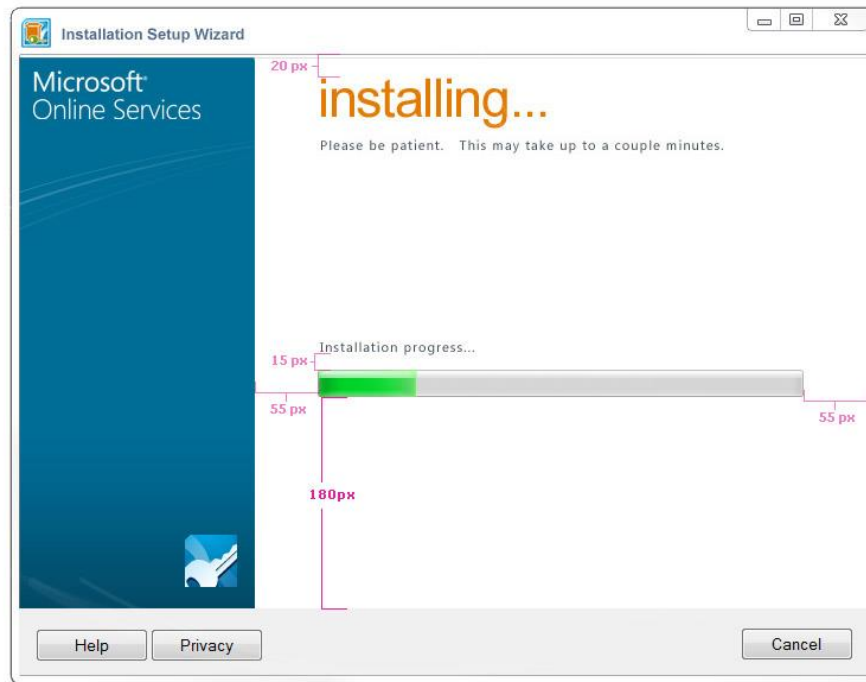 Installation Setup Wizard
Microsoft
Online Services
20 px
installing...
Please be patient. This may take up to a couple minutes.
Installation progress...
15 px
55 px
55 px
180px
Help
Privacy
Cancel